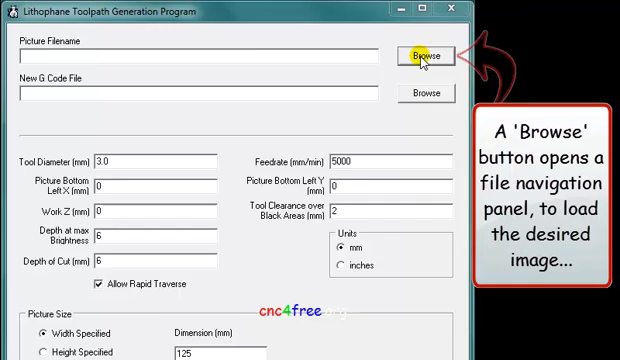 Lithophane Toolpath Generation Program
Picture Filename
Browse
New G Code File
Browse
A 'Browse'
button opens a
file navigation
panel, to load
the desired
image...
Tool Diameter (mm) 3.0
Feedrate (mm/min) 5000
Picture Bottom
Left X (mm) 0
Picture Bottom Left Y
(mm) 0
Work Z (mm) 0
Tool Clearance over
Black Areas (mm) 2
Depth at max
Brightness 6
Units
mm
inches
Depth of Cut (mm) 6
Allow Rapid Traverse
cnc4free.org
Picture Size
Width Specified
Dimension (mm)
Height Specified
125